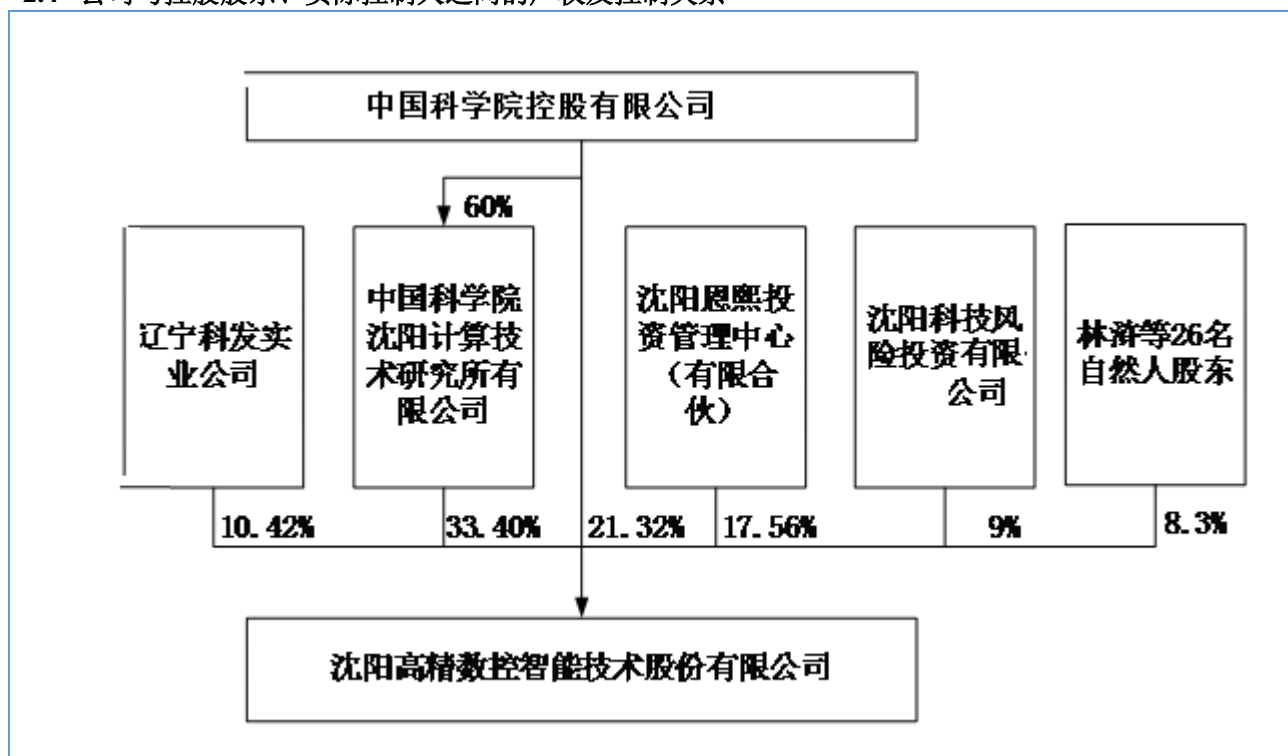 中国科学院控股有限公司
60%
辽宁科发实
业公司
中国科学院
沈阳计算技
术研究所有
限公司
沈阳恩熙投
资管理中心
（有限合
伙）
沈阳科技风
险投资有限
公司
林浒等26名
自然人股东
10.42%
33.40%
21.32%
17.56%
9%
8.3%
沈阳高精数控智能技术股份有限公司